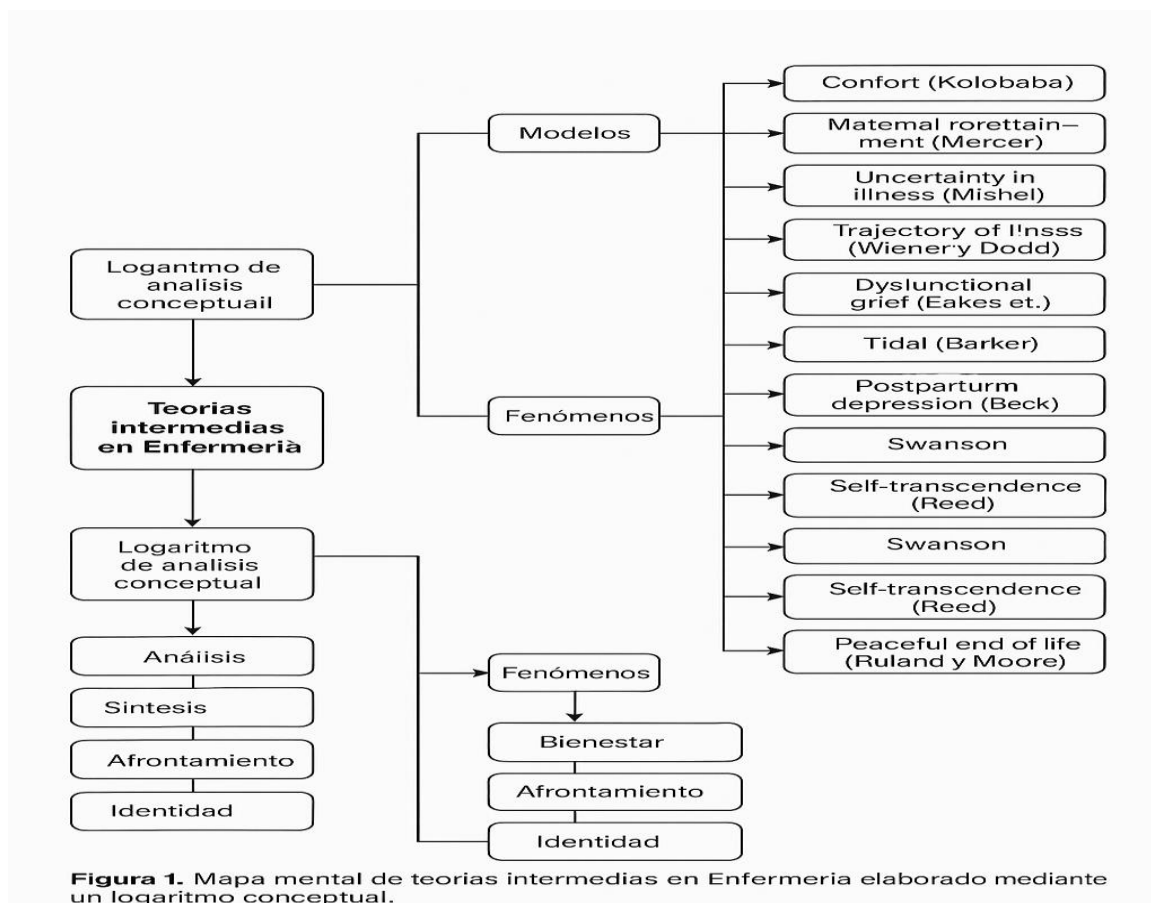 Confort (Kolobaba)
Modelos
Matemal rorettain–
ment (Mercer)
Uncertainty in
illness (Mishel)
Trajectory of I!nsss
(Wiener·y Dodd)
Logantmo de
analisis
conceptuail
Dyslunctional
grief (Eakes et.)
Tidal (Barker)
Teorias
intermedias
en Enfermerià
Fenómenos
Postparturm
depression (Beck)
Swanson
Self-transcendence
(Reed)
Swanson
Logaritmo
de analisis
conceptual
Self-transcendence
(Reed)
Peaceful end of life
(Ruland y Moore)
Anáiisis
Sintesis
Afrontamiento
Identidad
Fenómenos
Bienestar
Afrontamiento
Identidad
Figura 1. Mapa mental de teorias intermedias en Enfermeria elaborado mediante
un logaritmo conceptual.